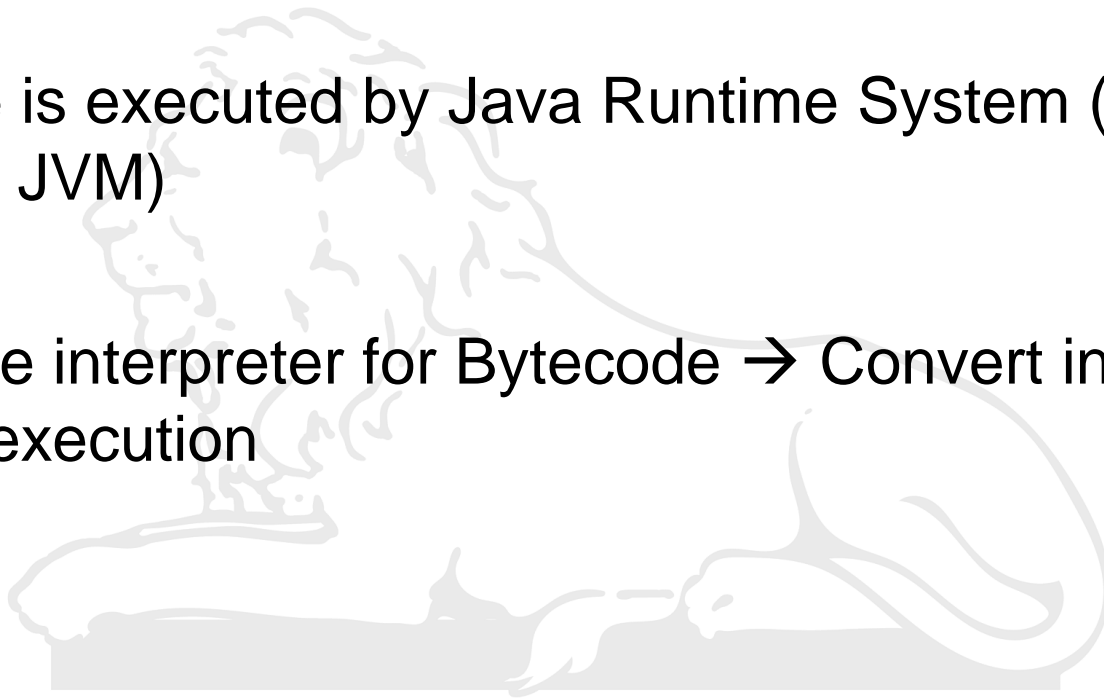 is executed by Java Runtime System (
JVM)
e interpreter for Bytecode → Convert in
execution